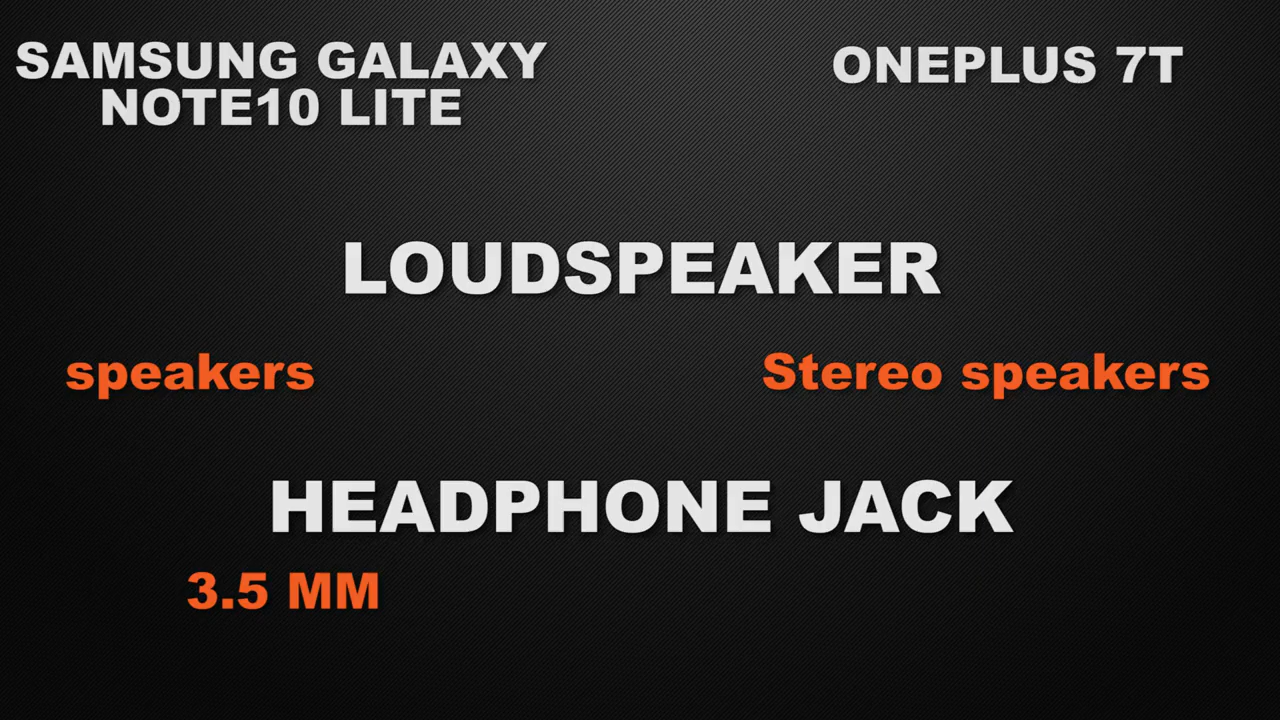 SAMSUNG GALAXY
NOTE10 LITE
ONEPLUS 7T
LOUDSPEAKER
speakers
Stereo speakers
HEADPHONE JACK
3.5 MM